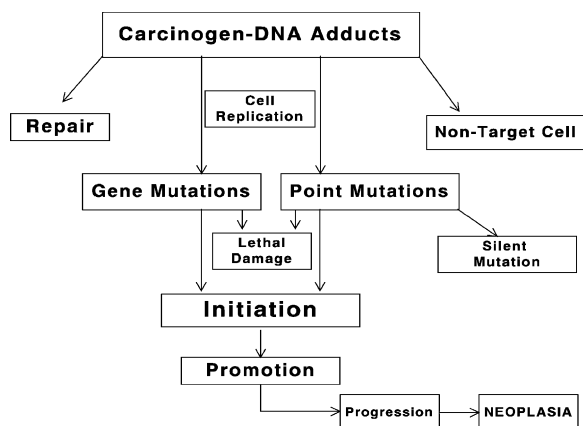 Carcinogen-DNA Adducts
Cell
Replication
Repair
Non-Target Cell
Gene Mutations
Point Mutations
Lethal
Damage
Silent
Mutation
Initiation
Promotion
Progression
NEOPLASIA